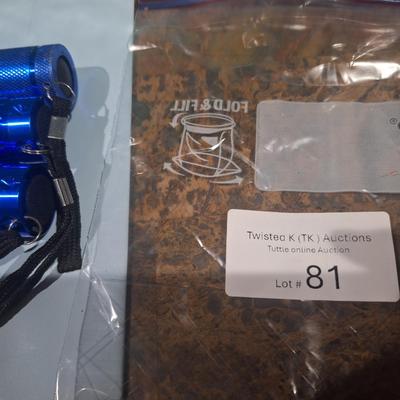 FOLD & FILL
®
Twisted K (TK ) Auctions
Tuttle online Auction
Lot # 81